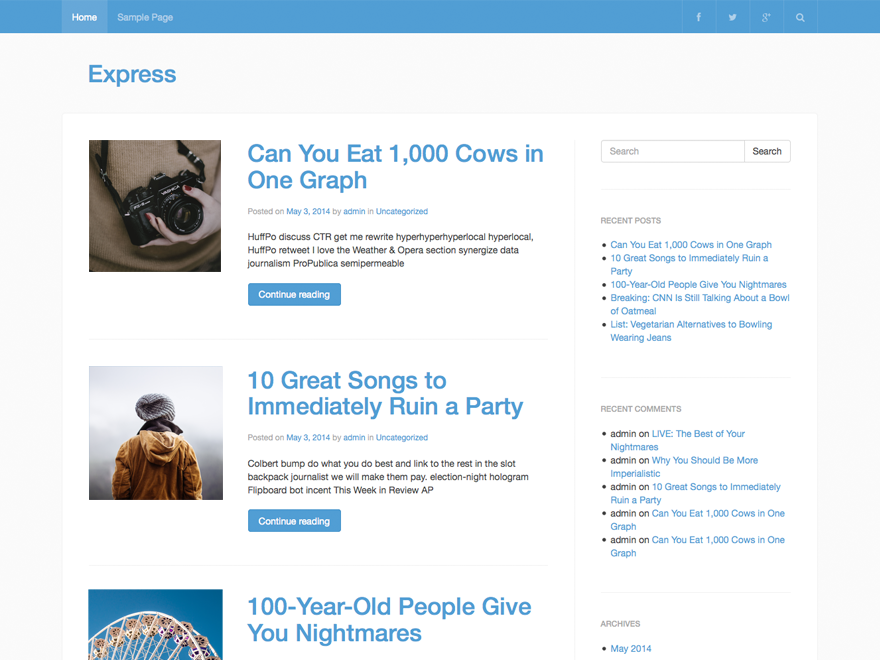 Home
Sample Page
Express
YASHICA
Can You Eat 1,000 Cows in
One Graph
Posted on May 3, 2014 by admin in Uncategorized
HuffPo discuss CTR get me rewrite hyperhyperhyperlocal hyperlocal,
HuffPo retweet I love the Weather & Opera section synergize data
journalism ProPublica semipermeable
Continue reading
10 Great Songs to
Immediately Ruin a Party
Posted on May 3, 2014 by admin in Uncategorized
Colbert bump do what you do best and link to the rest in the slot
backpack journalist we will make them pay. election-night hologram
Flipboard bot incent This Week in Review AP
Continue reading
100-Year-Old People Give
You Nightmares
Search
Search
RECENT POSTS
Can You Eat 1,000 Cows in One Graph
10 Great Songs to Immediately Ruin a
Party
100-Year-Old People Give You Nightmares
Breaking: CNN Is Still Talking About a Bowl
of Oatmeal
List: Vegetarian Alternatives to Bowling
Wearing Jeans
RECENT COMMENTS
admin on LIVE: The Best of Your
Nightmares
admin on Why You Should Be More
Imperialistic
admin on 10 Great Songs to Immediately
Ruin a Party
admin on Can You Eat 1,000 Cows in One
Graph
admin on Can You Eat 1,000 Cows in One
Graph
ARCHIVES
May 2014